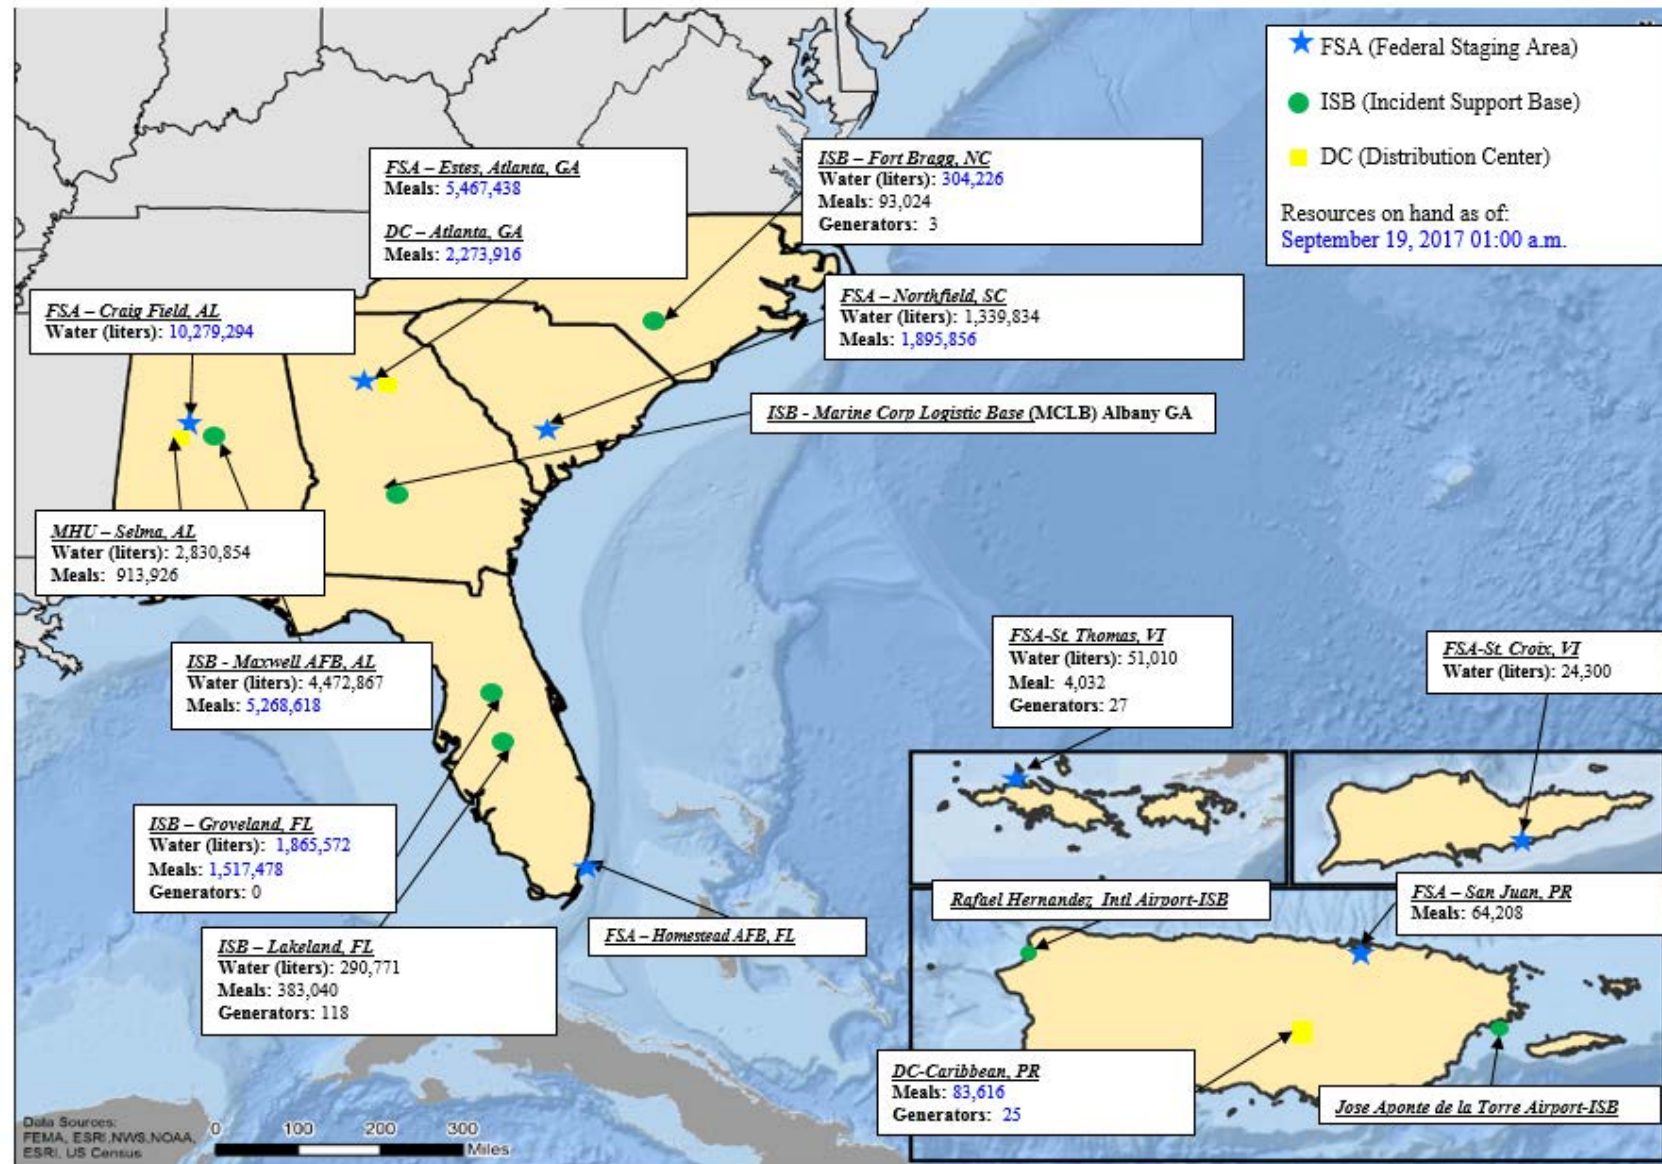 FSA (Federal Staging Area)
ISB (Incident Support Base)
DC (Distribution Center)
Resources on hand as of:
September 19, 2017 01:00 a.m.
FSA – Estes, Atlanta, GA
Meals: 5,467,438
DC – Atlanta, GA
Meals: 2,273,916
ISB – Fort Bragg, NC
Water (liters): 304,226
Meals: 93,024
Generators: 3
FSA – Craig Field, AL
Water (liters): 10,279,294
FSA – Northfield, SC
Water (liters): 1,339,834
Meals: 1,895,856
ISB - Marine Corp Logistic Base (MCLB) Albany GA
MHU – Selma, AL
Water (liters): 2,830,854
Meals: 913,926
ISB - Maxwell AFB, AL
Water (liters): 4,472,867
Meals: 5,268,618
FSA-St. Thomas, VI
Water (liters): 51,010
Meal: 4,032
Generators: 27
FSA-St. Croix, VI
Water (liters): 24,300
ISB – Groveland, FL
Water (liters): 1,865,572
Meals: 1,517,478
Generators: 0
ISB – Lakeland, FL
Water (liters): 290,771
Meals: 383,040
Generators: 118
FSA – Homestead AFB, FL
Rafael Hernandez Intl Airport-ISB
FSA – San Juan, PR
Meals: 64,208
DC-Caribbean, PR
Meals: 83,616
Generators: 25
Jose Aponte de la Torre Airport-ISB
Data Sources:
FEMA, ESRI,NWS,NOAA,
ESRI, US Census
0 100 200 300
Miles